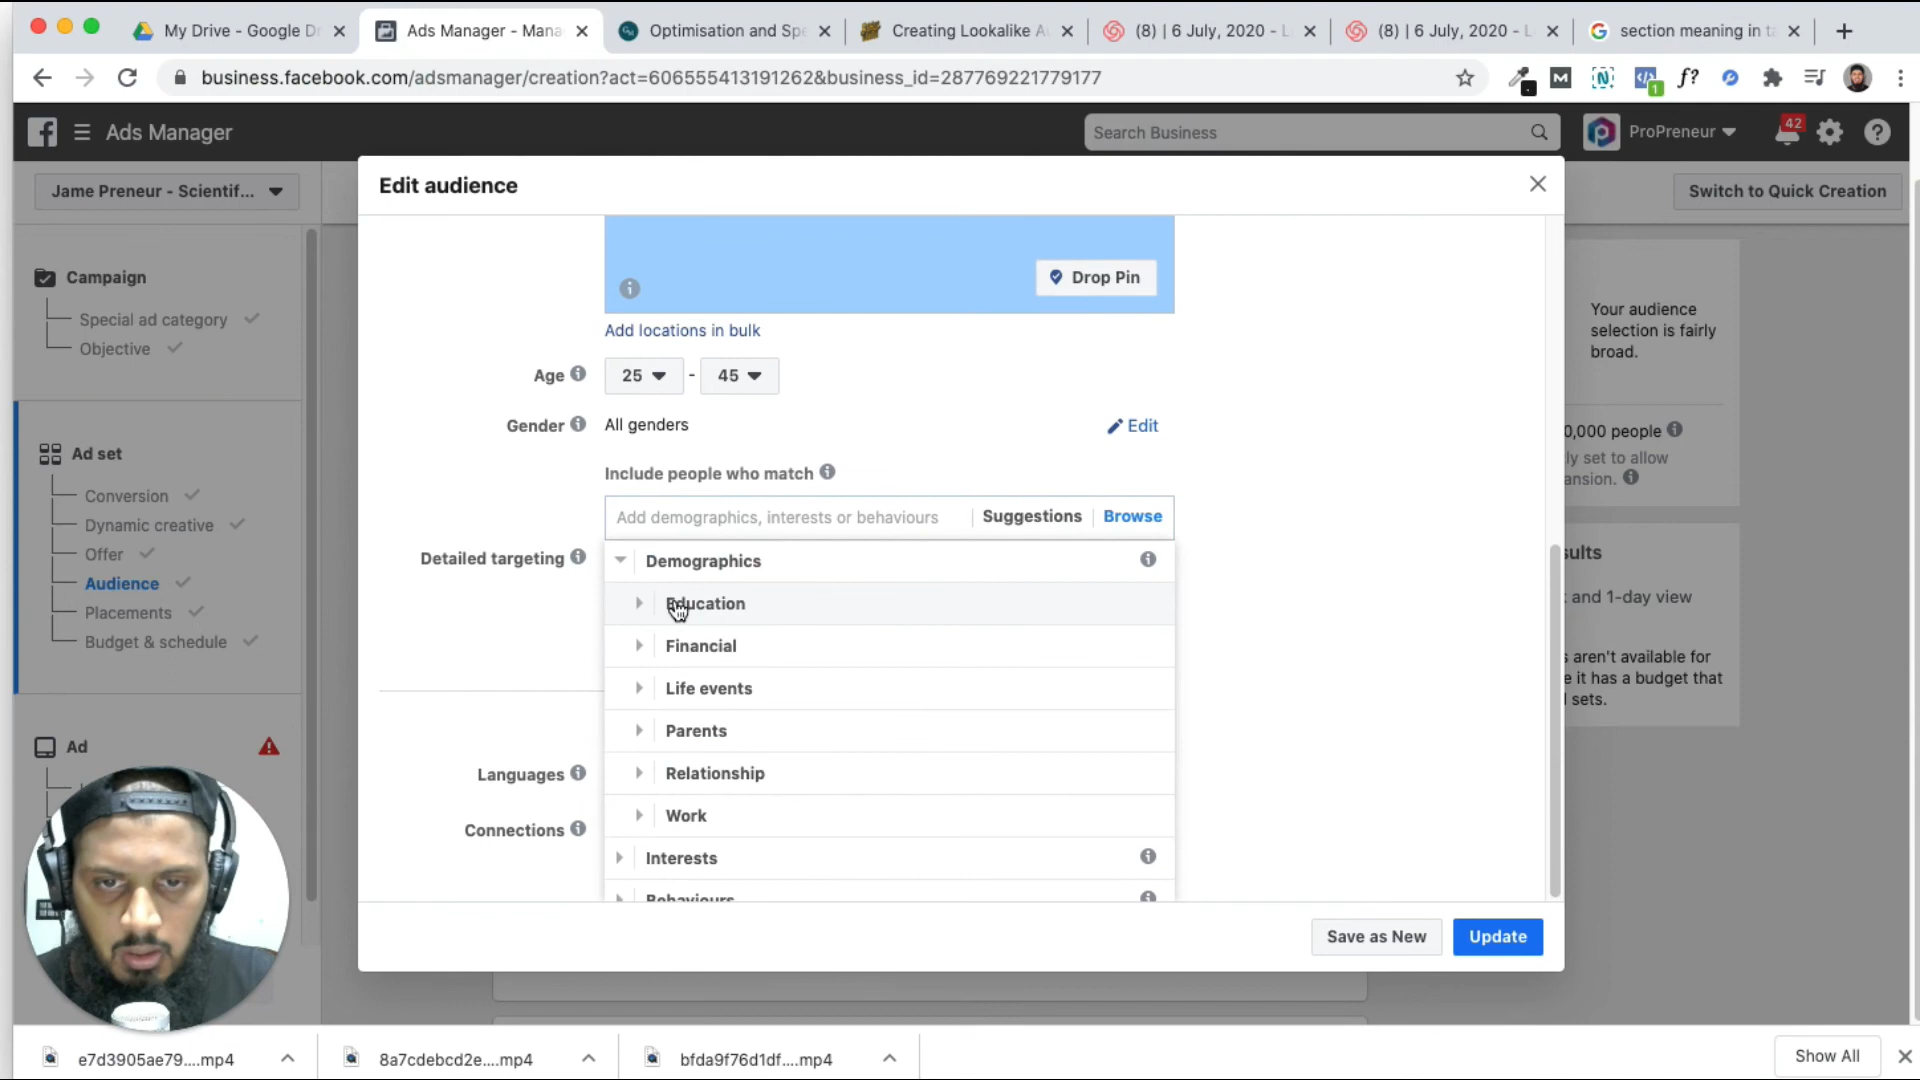 My Drive - Google Dr
Ads Manager - Mana
Optimisation and Spe
Creating Lookalike A
(8) | 6 July, 2020 - L
(8) | 6 July, 2020 - L
section meaning in ta
business.facebook.com/adsmanager/creation?act=606555413191262&business_id=287769221779177
Ads Manager
Search Business
ProPreneur
42
Jame Preneur - Scientif...
Switch to Quick Creation
Edit audience
Campaign
Special ad category
Objective
Ad set
Conversion
Dynamic creative
Offer
Audience
Placements
Budget & schedule
Ad
Drop Pin
Add locations in bulk
Age
25
-
45
Gender
All genders
Edit
Include people who match
Add demographics, interests or behaviours
Suggestions
Browse
Detailed targeting
Demographics
Education
Financial
Life events
Parents
Relationship
Work
Interests
Behaviours
Languages
Connections
Your audience
selection is fairly
broad.
0,000 people
ly set to allow
ansion.
sults
and 1-day view
s aren't available for
e it has a budget that
sets.
Save as New
Update
e7d3905ae79....mp4
8a7cdebcd2e....mp4
bfda9f76d1df....mp4
Show All